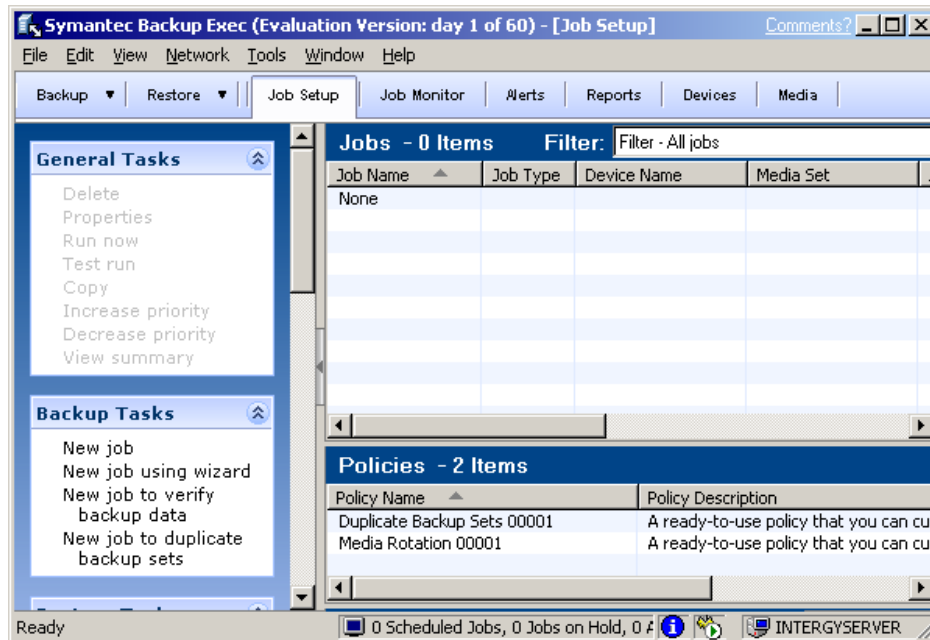 Symantec Backup Exec (Evaluation Version: day 1 of 60) - [Job Setup] Comments?
File Edit View Network Tools Window Help
Backup Restore Job Setup Job Monitor Alerts Reports Devices Media
General Tasks
Delete
Properties
Run now
Test run
Copy
Increase priority
Decrease priority
View summary
Backup Tasks
New job
New job using wizard
New job to verify
backup data
New job to duplicate
backup sets
Jobs - 0 Items Filter: Filter - All jobs
Job Name Job Type Device Name Media Set
None
Policies - 2 Items
Policy Name Policy Description
Duplicate Backup Sets 00001 A ready-to-use policy that you can cu
Media Rotation 00001 A ready-to-use policy that you can cu
Ready 0 Scheduled Jobs, 0 Jobs on Hold, 0 INTERGYSERVER